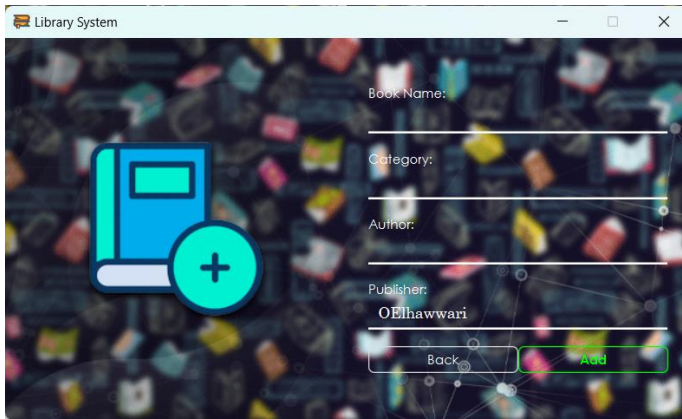 Library System
Book Name:
Category:
Author:
Publisher:
OElhawwari
Back
Add